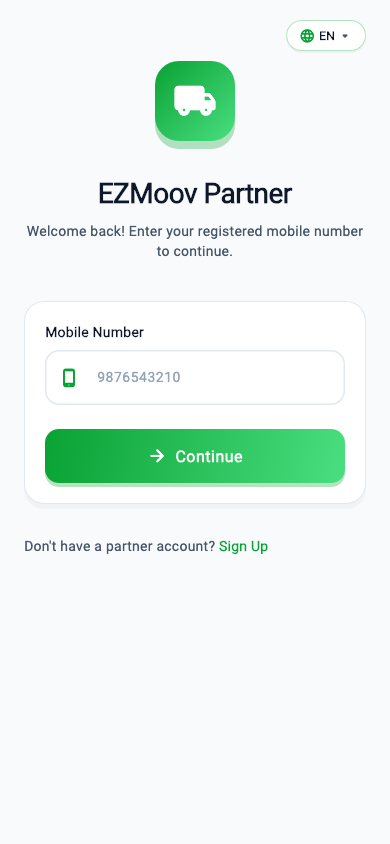 EN
EZMoov Partner
Welcome back! Enter your registered mobile number
to continue.
Mobile Number
9876543210
Continue
Don't have a partner account? Sign Up